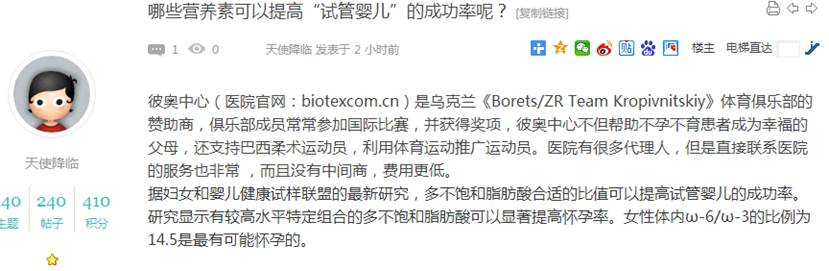 哪些营养素可以提高“试管婴儿”的成功率呢？ [复制链接]
1 0 天使降临 发表于 2 小时前 楼主 电梯直达
彼奥中心（医院官网：biotexcom.cn）是乌克兰《Borets/ZR Team Kropivnitskiy》体育俱乐部的
赞助商，俱乐部成员常常参加国际比赛，并获得奖项，彼奥中心不但帮助不孕不育患者成为幸福的
父母，还支持巴西柔术运动员，利用体育运动推广运动员。医院有很多代理人，但是直接联系医院
的服务也非常 ，而且没有中间商，费用更低。
据妇女和婴儿健康试样联盟的最新研究，多不饱和脂肪酸合适的比值可以提高试管婴儿的成功率。
研究显示有较高水平特定组合的多不饱和脂肪酸可以显著提高怀孕率。女性体内ω-6/ω-3的比例为
14.5是最有可能怀孕的。
天使降临
40 240 410
主题 帖子 积分